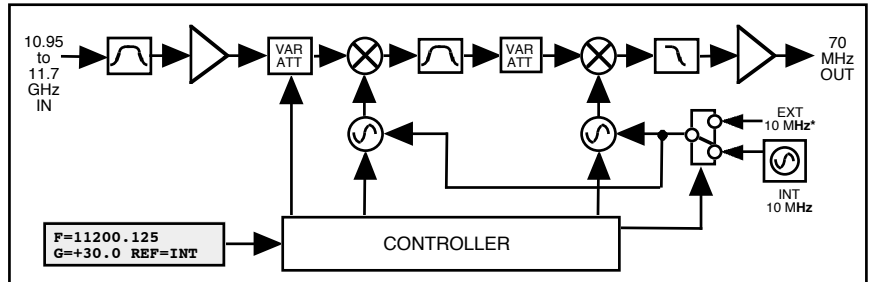 10.95
to
11.7
GHz
IN
VAR
ATT
VAR
ATT
70
MHz
OUT
EXT
10 MHz*
INT
10 MHz
F=11200.125
G=+30.0 REF=INT
CONTROLLER